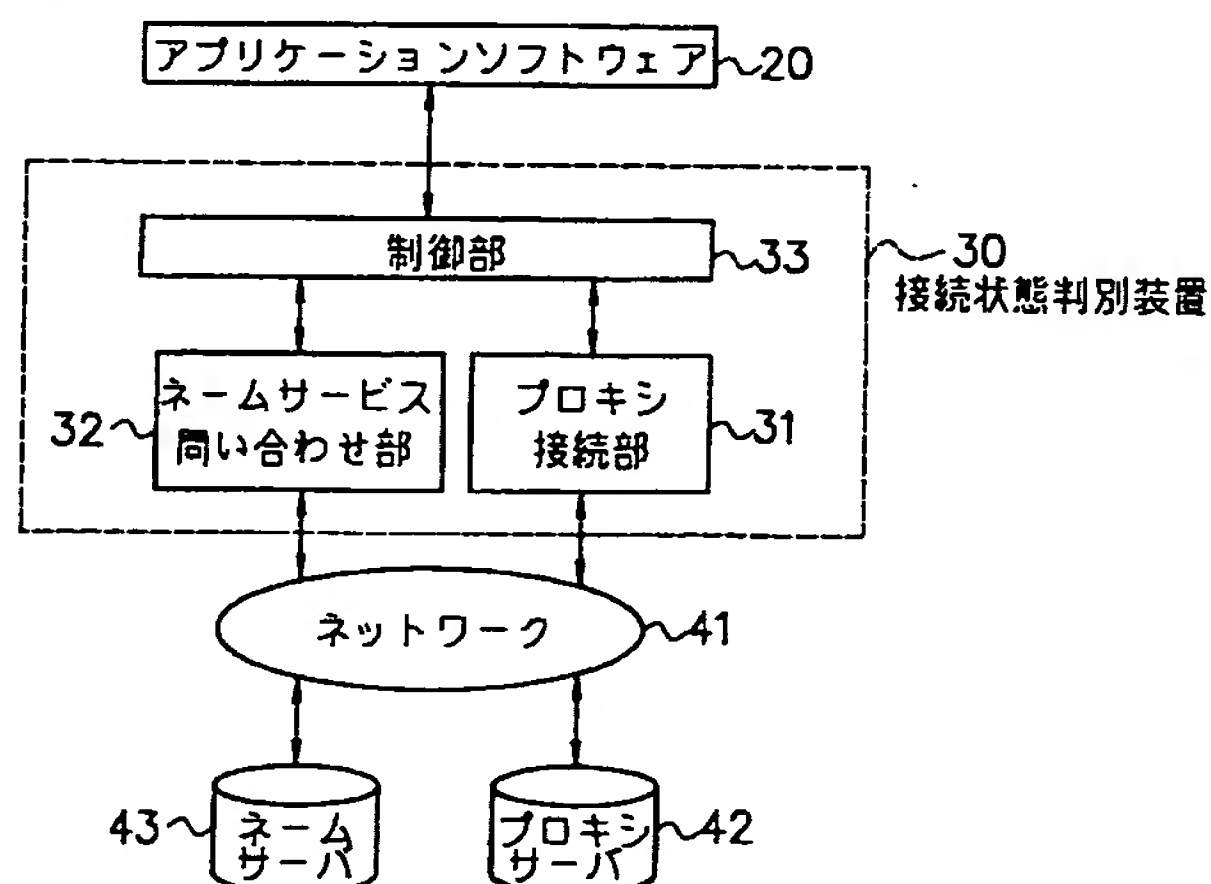 アプリケーションソフトウェア 20
制御部 33
30
接続状態判別装置
32 ネームサービス
問い合わせ部
プロキシ
接続部 31
ネットワーク 41
43 ネーム
サーバ
プロキシ 42
サーバ